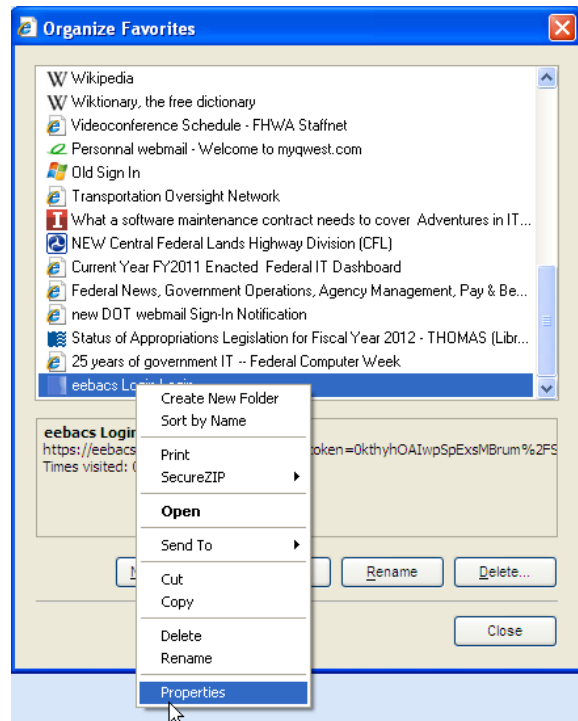 Organize Favorites
Wikipedia
Wiktionary, the free dictionary
Videoconference Schedule - FHWA Staffnet
Personnal webmail - Welcome to myqwest.com
Old Sign In
Transportation Oversight Network
What a software maintenance contract needs to cover Adventures in IT...
NEW Central Federal Lands Highway Division (CFL)
Current Year FY2011 Enacted Federal IT Dashboard
Federal News, Government Operations, Agency Management, Pay & Be...
new DOT webmail Sign-In Notification
Status of Appropriations Legislation for Fiscal Year 2012 - THOMAS (Libr...
25 years of government IT -- Federal Computer Week
eebacs Login Login
Create New Folder
Sort by Name
eebacs Login
Print
https://eebacs
token=0kthyhOAIwpSpExsMBrum%2FS
Times visited:
SecureZIP
Open
Send To
Rename
Delete...
Cut
Copy
Delete
Close
Rename
Properties